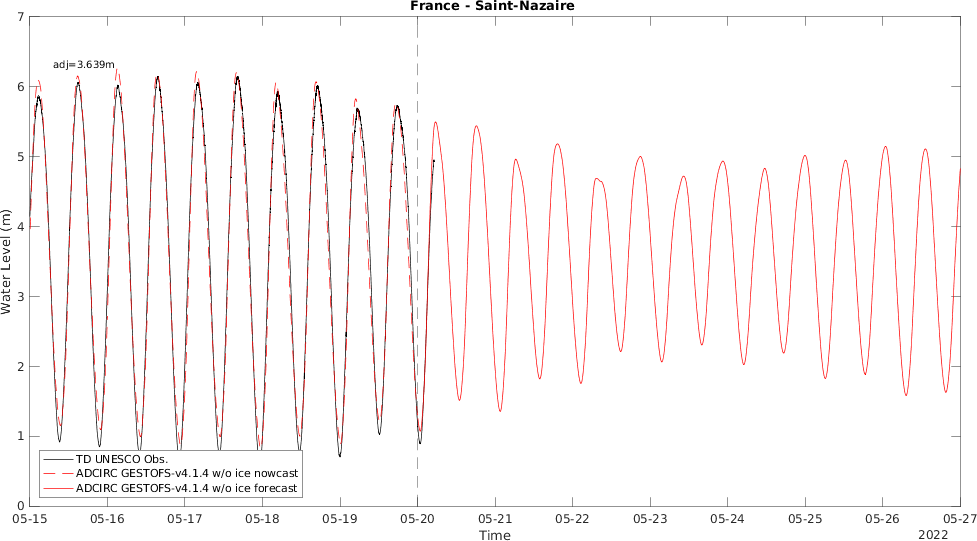 France - Saint-Nazaire
7
adj=3.639m
6
5
4
3
2
1
0
Water Level (m)
TD UNESCO Obs.
ADCIRC GESTOFS-v4.1.4 w/o ice nowcast
ADCIRC GESTOFS-v4.1.4 w/o ice forecast
05-15 05-16 05-17 05-18 05-19 05-20 05-21 05-22 05-23 05-24 05-25 05-26 05-27
Time
2022